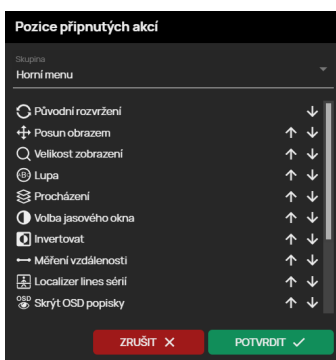 Pozice připnutých akcí
Skupina
Horní menu
Původní rozvržení
Posun obrazem
Velikost zobrazení
Lupa
Procházení
Volba jasového okna
Invertovat
Měření vzdálenosti
Localizer lines sérií
OSD Skrýt OSD popisky
ZRUŠIT
POTVRDIT